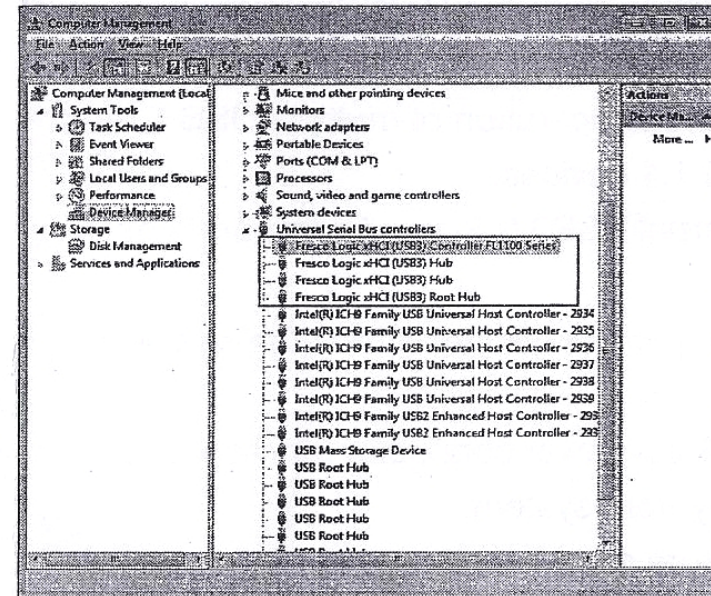 Computer Management
File Action View Help
Computer Management (Local
System Tools
Task Scheduler
Event Viewer
Shared Folders
Local Users and Groups
Performance
Device Manager
Storage
Disk Management
Services and Applications
Mice and other pointing devices
Monitors
Network adapters
Portable Devices
Ports (COM & LPT)
Processors
Sound, video and game controllers
System devices
Universal Serial Bus controllers
Fresco Logic xHCI (USB3) Controller FL1100 Series
Fresco Logic xHCI (USB3) Hub
Fresco Logic xHCI (USB3) Hub
Fresco Logic xHCI (USB3) Root Hub
Intel(R) ICH9 Family USB Universal Host Controller - 2934
Intel(R) ICH9 Family USB Universal Host Controller - 2935
Intel(R) ICH9 Family USB Universal Host Controller - 2936
Intel(R) ICH9 Family USB Universal Host Controller - 2937
Intel(R) ICH9 Family USB Universal Host Controller - 2938
Intel(R) ICH9 Family USB Universal Host Controller - 2939
Intel(R) ICH9 Family USB2 Enhanced Host Controller - 293
Intel(R) ICH9 Family USB2 Enhanced Host Controller - 293
USB Mass Storage Device
USB Root Hub
USB Root Hub
USB Root Hub
USB Root Hub
USB Root Hub
USB Root Hub
Actions
Device Ma...
More ...